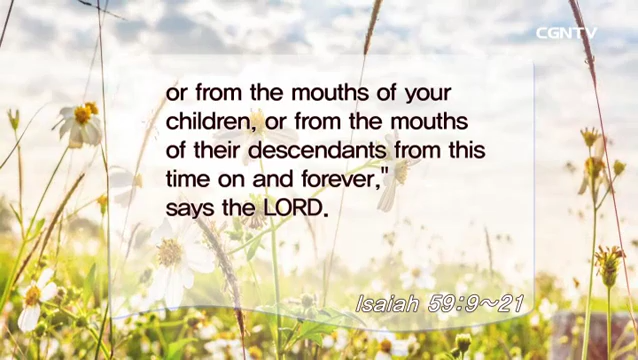 CGNTV
or from the mouths of your
children, or from the mouths
of their descendants from this
time on and forever,"
says the LORD.
Isaiah 59:9~21